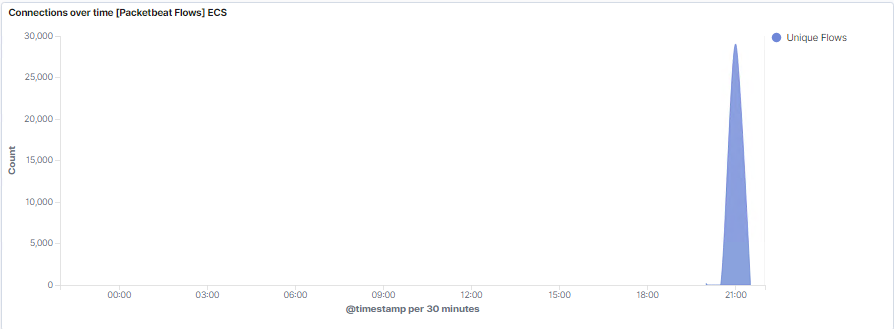 Connections over time [Packetbeat Flows] ECS
Unique Flows
30,000
25,000
20,000
15,000
10,000
5,000
0
Count
00:00 03:00 06:00 09:00 12:00 15:00 18:00 21:00
@timestamp per 30 minutes